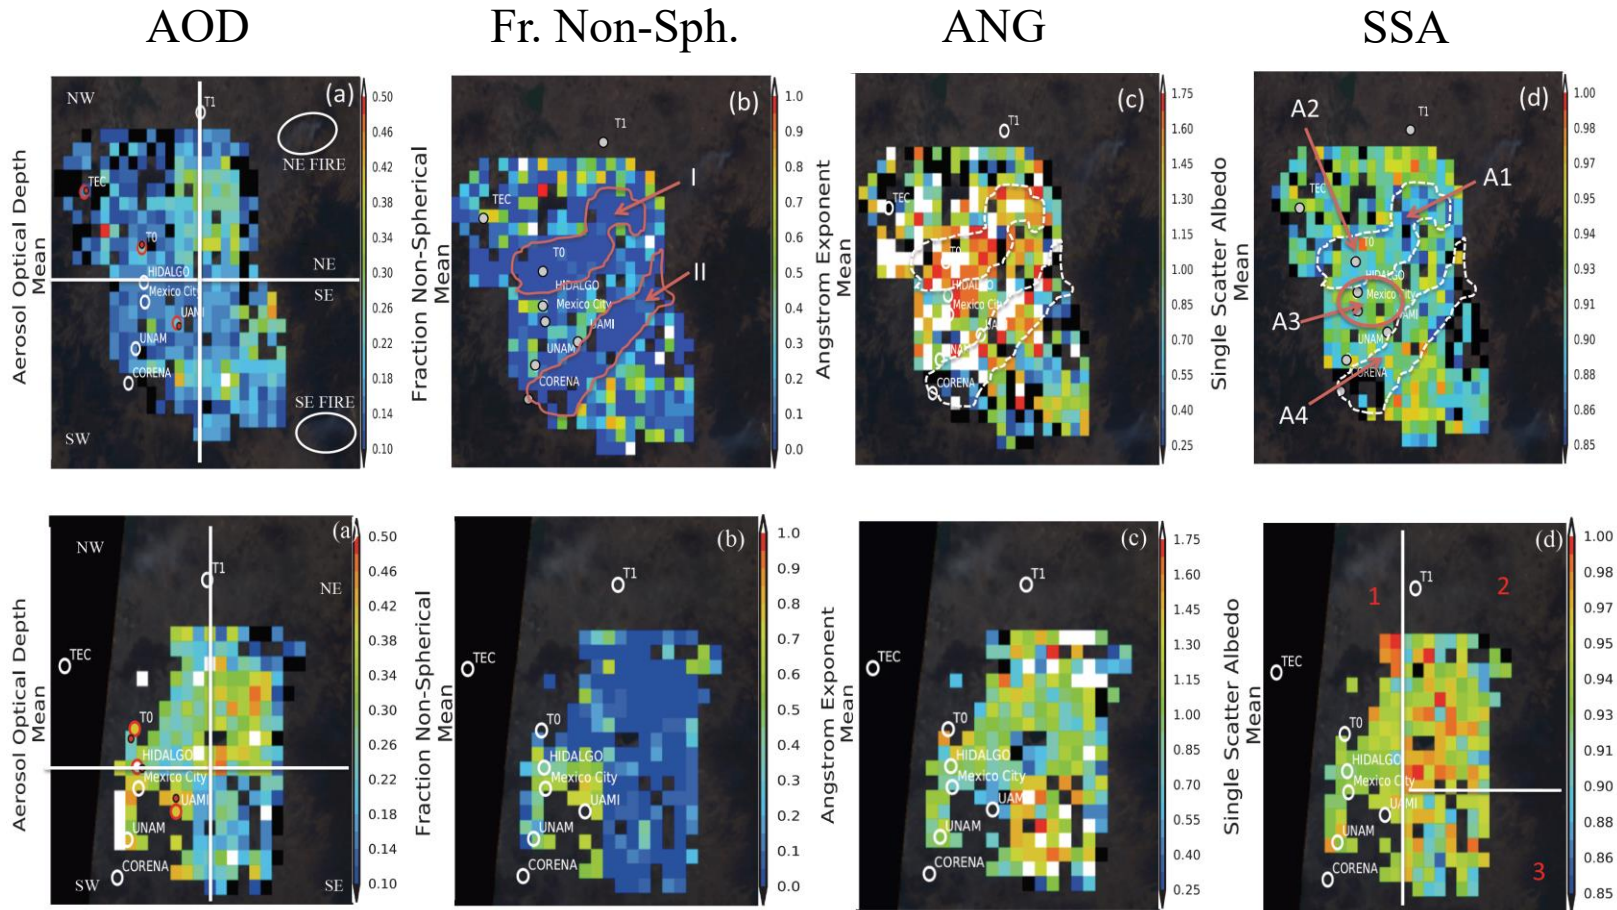 AOD Fr. Non-Sph. ANG SSA
Aerosol Optical Depth
Mean
NW
(a)
T1
NE FIRE
TEC
T0
NE
HIDALGO
SE
Mexico City
UAMI
UNAM
CORENA
SE FIRE
SW
0.50
0.46
0.42
0.38
0.34
0.30
0.26
0.22
0.18
0.14
0.10
Fraction Non-Spherical
Mean
(b)
T1
I
TEC
T0
II
HIDALGO
Mexico City
UAMI
UNAM
CORENA
1.0
0.9
0.8
0.7
0.6
0.5
0.4
0.3
0.2
0.1
0.0
Angstrom Exponent
Mean
(c)
T1
TEC
T0
HIDALGO
Mexico City
CORENA
1.75
1.60
1.45
1.30
1.15
1.00
0.85
0.70
0.55
0.40
0.25
Single Scatter Albedo
Mean
(d)
A2
T1
A1
TEC
T0
HIDALGO
Mexico City
A3
UAMI
UNAM
CORENA
A4
1.00
0.98
0.97
0.95
0.94
0.93
0.91
0.90
0.88
0.86
0.85
Aerosol Optical Depth
Mean
(a)
NW
T1
NE
TEC
T0
HIDALGO
Mexico City
UAMI
UNAM
CORENA
SW
SE
0.50
0.46
0.42
0.38
0.34
0.30
0.26
0.22
0.18
0.14
0.10
Fraction Non-Spherical
Mean
(b)
T1
TEC
T0
HIDALGO
Mexico City
UAMI
UNAM
CORENA
1.0
0.9
0.8
0.7
0.6
0.5
0.4
0.3
0.2
0.1
0.0
Angstrom Exponent
Mean
(c)
T1
TEC
T0
HIDALGO
Mexico City
UAMI
UNAM
CORENA
1.75
1.60
1.45
1.30
1.15
1.00
0.85
0.70
0.55
0.40
0.25
Single Scatter Albedo
Mean
(d)
1
2
T1
TEC
T0
HIDALGO
Mexico City
UAMI
UNAM
CORENA
3
1.00
0.98
0.97
0.95
0.94
0.93
0.91
0.90
0.88
0.86
0.85